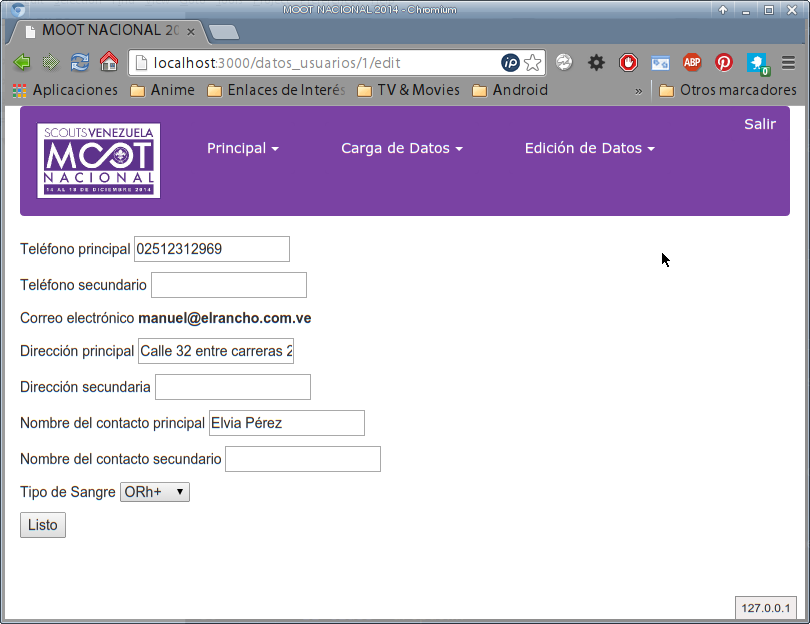 MOOT NACIONAL 2014 - Chromium
MOOT NACIONAL 20
localhost:3000/datos_usuarios/1/edit
ABP
0
Aplicaciones Anime Enlaces de Interés TV & Movies Android » Otros marcadores
Salir
SCOUTS VENEZUELA
MOOT
NACIONAL
14 AL 18 DE DICIEMBRE 2014
Principal Carga de Datos Edición de Datos
Teléfono principal 02512312969
Teléfono secundario
Correo electrónico manuel@elrancho.com.ve
Dirección principal Calle 32 entre carreras 2
Dirección secundaria
Nombre del contacto principal Elvia Pérez
Nombre del contacto secundario
Tipo de Sangre ORh+
Listo
127.0.0.1